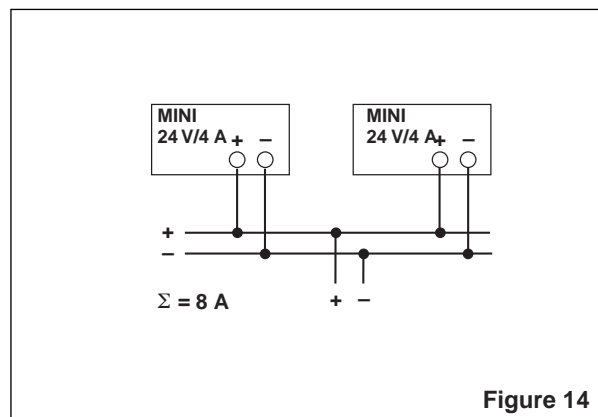 MINI
24 V/4 A + −
MINI
24 V/4 A + −
+
−
Σ = 8 A
+ −
Figure 14